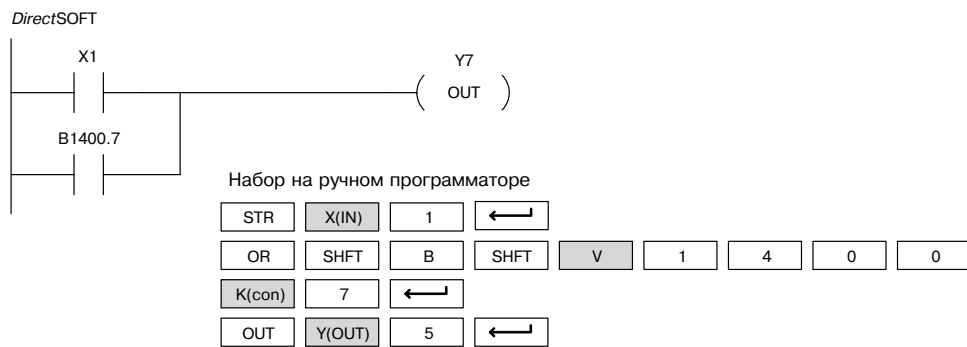 DirectSOFT
X1
Y7
OUT
B1400.7
Набор на ручном программаторе
STR X(IN) 1
OR SHFT B SHFT V 1 4 0 0
K(con) 7
OUT Y(OUT) 5